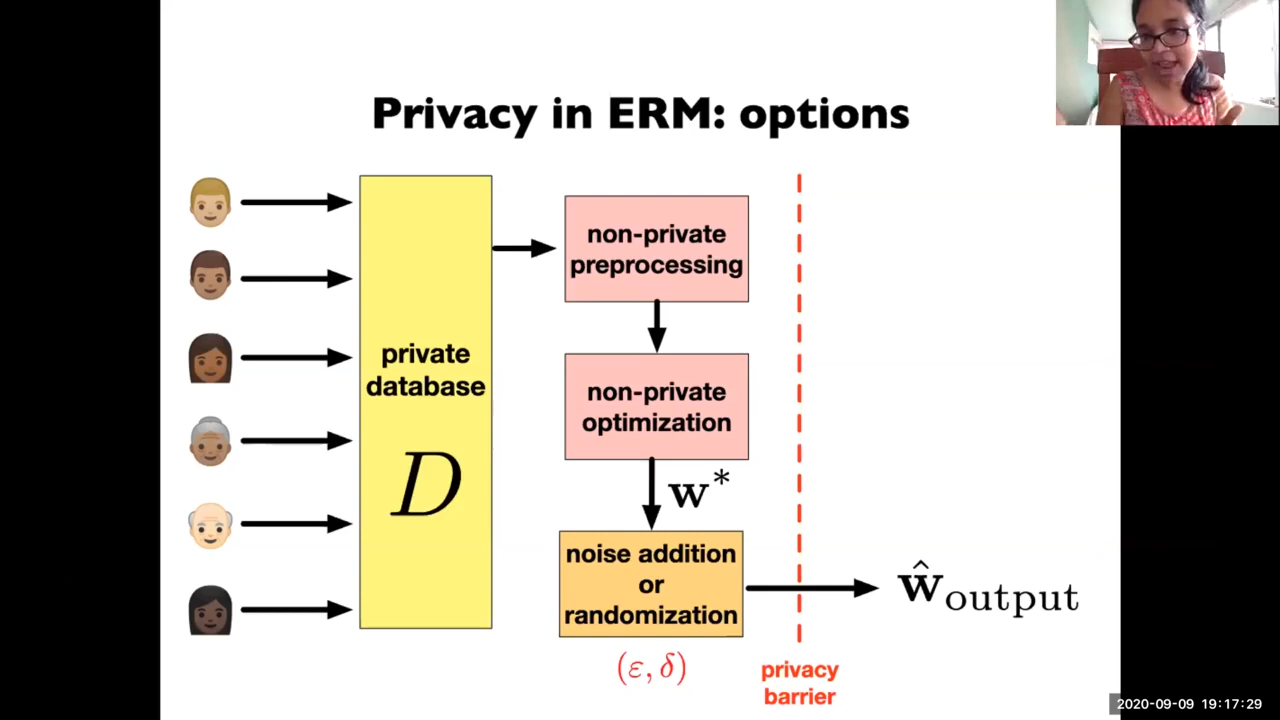 Privacy in ERM: options
private
database
D
non-private
preprocessing
non-private
optimization
w*
noise addition
or
randomization
(ε, δ)
ŵ_output
privacy
barrier
2020-09-09 19:17:29